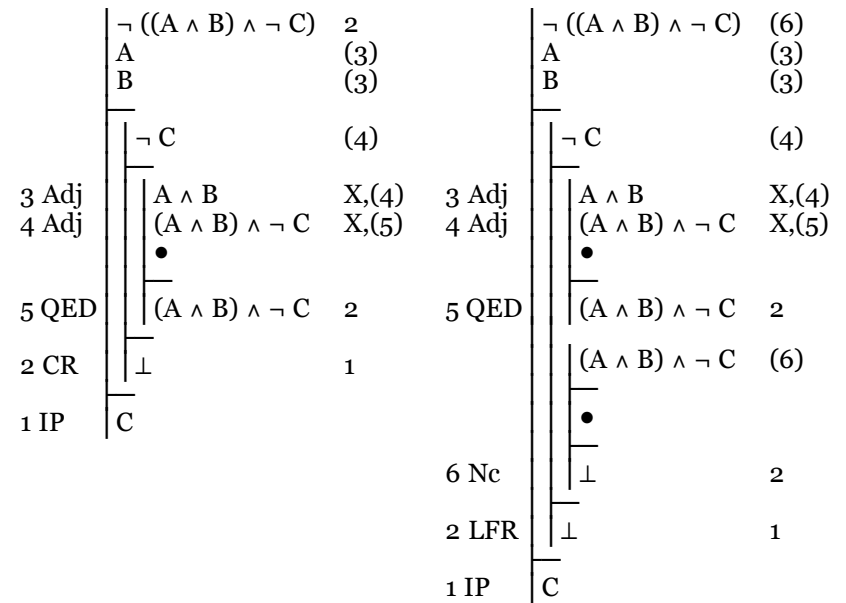 ¬ ((A ∧ B) ∧ ¬ C) 2
A (3)
B (3)
¬ C (4)
3 Adj A ∧ B X,(4)
4 Adj (A ∧ B) ∧ ¬ C X,(5)
●
5 QED (A ∧ B) ∧ ¬ C 2
2 CR ⊥ 1
1 IP C
¬ ((A ∧ B) ∧ ¬ C) (6)
A (3)
B (3)
¬ C (4)
3 Adj A ∧ B X,(4)
4 Adj (A ∧ B) ∧ ¬ C X,(5)
●
5 QED (A ∧ B) ∧ ¬ C 2
(A ∧ B) ∧ ¬ C (6)
●
6 Nc ⊥ 2
2 LFR ⊥ 1
1 IP C